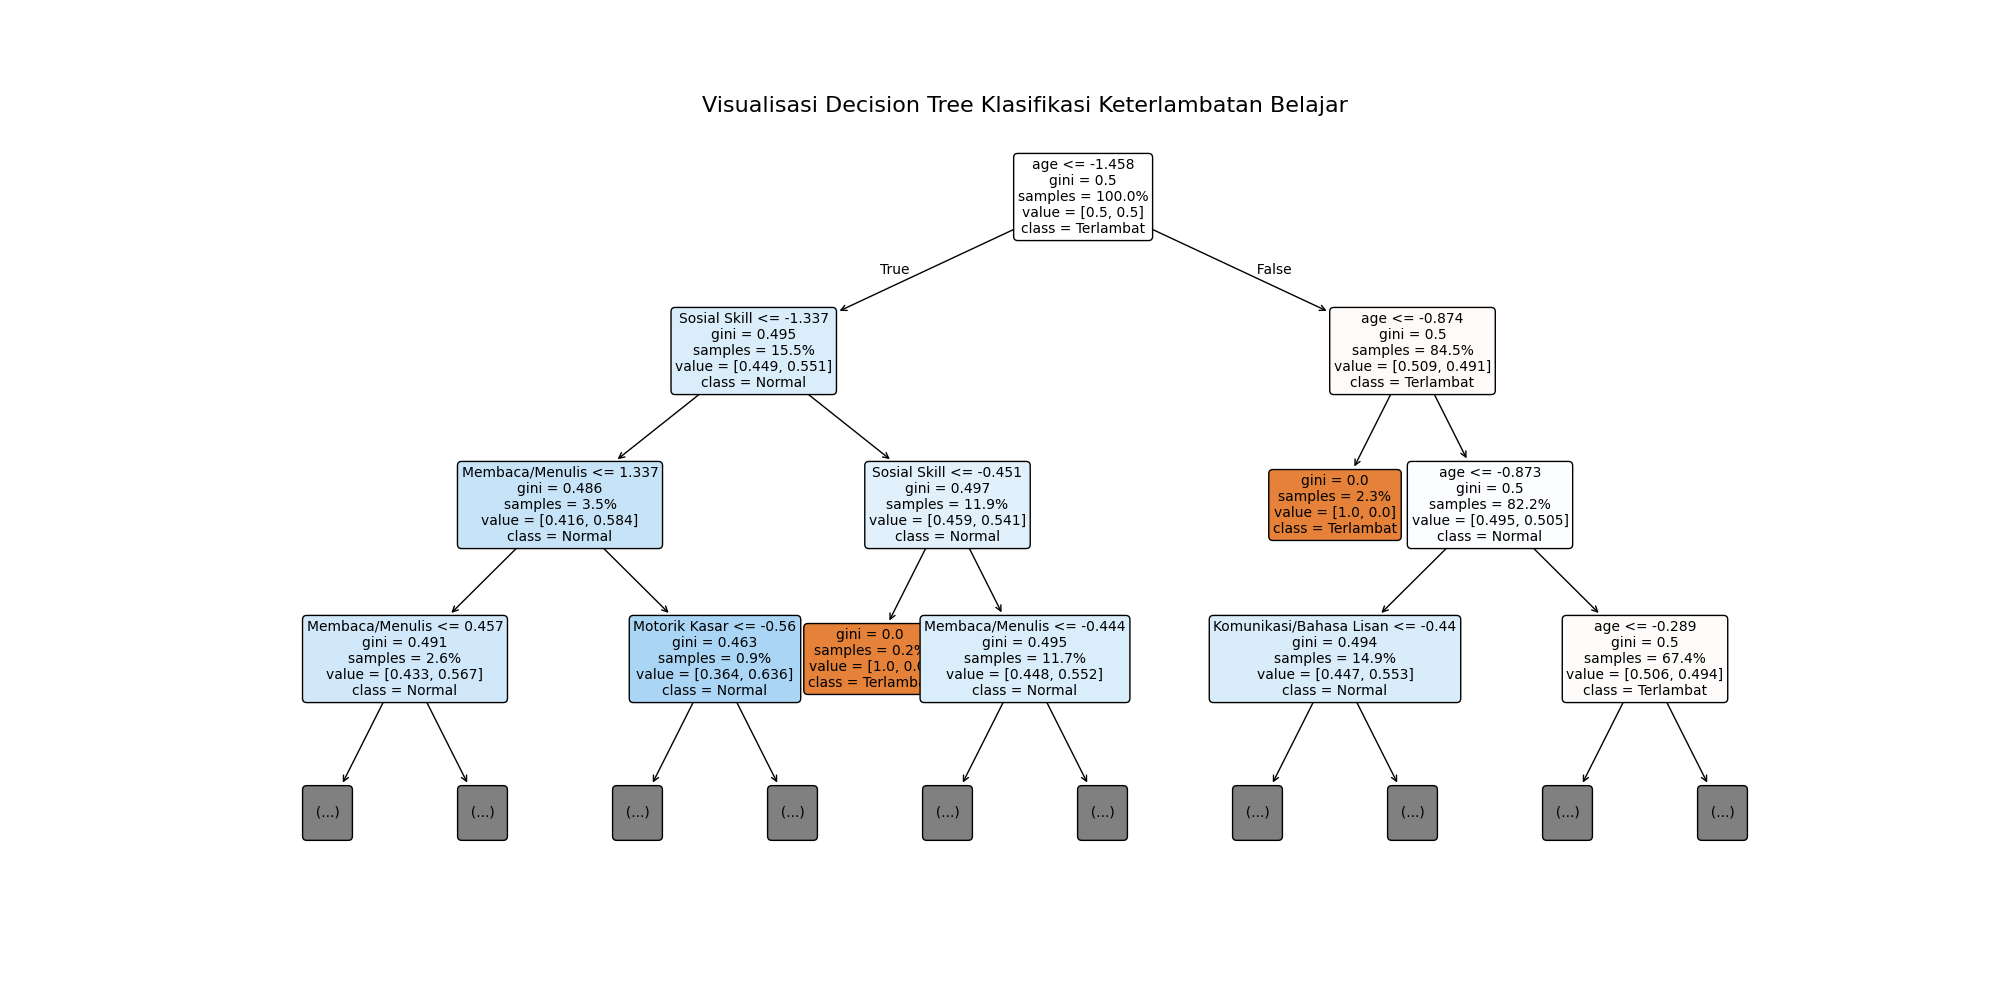 Visualisasi Decision Tree Klasifikasi Keterlambatan Belajar
age <= -1.458
gini = 0.5
samples = 100.0%
value = [0.5, 0.5]
class = Terlambat
True
False
Sosial Skill <= -1.337
gini = 0.495
samples = 15.5%
value = [0.449, 0.551]
class = Normal
age <= -0.874
gini = 0.5
samples = 84.5%
value = [0.509, 0.491]
class = Terlambat
Membaca/Menulis <= 1.337
gini = 0.486
samples = 3.5%
value = [0.416, 0.584]
class = Normal
Sosial Skill <= -0.451
gini = 0.497
samples = 11.9%
value = [0.459, 0.541]
class = Normal
gini = 0.0
samples = 2.3%
value = [1.0, 0.0]
class = Terlambat
age <= -0.873
gini = 0.5
samples = 82.2%
value = [0.495, 0.505]
class = Normal
Membaca/Menulis <= 0.457
gini = 0.491
samples = 2.6%
value = [0.433, 0.567]
class = Normal
Motorik Kasar <= -0.56
gini = 0.463
samples = 0.9%
value = [0.364, 0.636]
class = Normal
gini = 0.0
samples = 0.2%
value = [1.0,
class =
Membaca/Menulis <= -0.444
gini = 0.495
samples = 11.7%
value = [0.448, 0.552]
class = Normal
Komunikasi/Bahasa Lisan <= -0.44
gini = 0.494
samples = 14.9%
value = [0.447, 0.553]
class = Normal
age <= -0.289
gini = 0.5
samples = 67.4%
value = [0.506, 0.494]
class = Terlambat
(...)
(...)
(...)
(...)
(...)
(...)
(...)
(...)
(...)
(...)